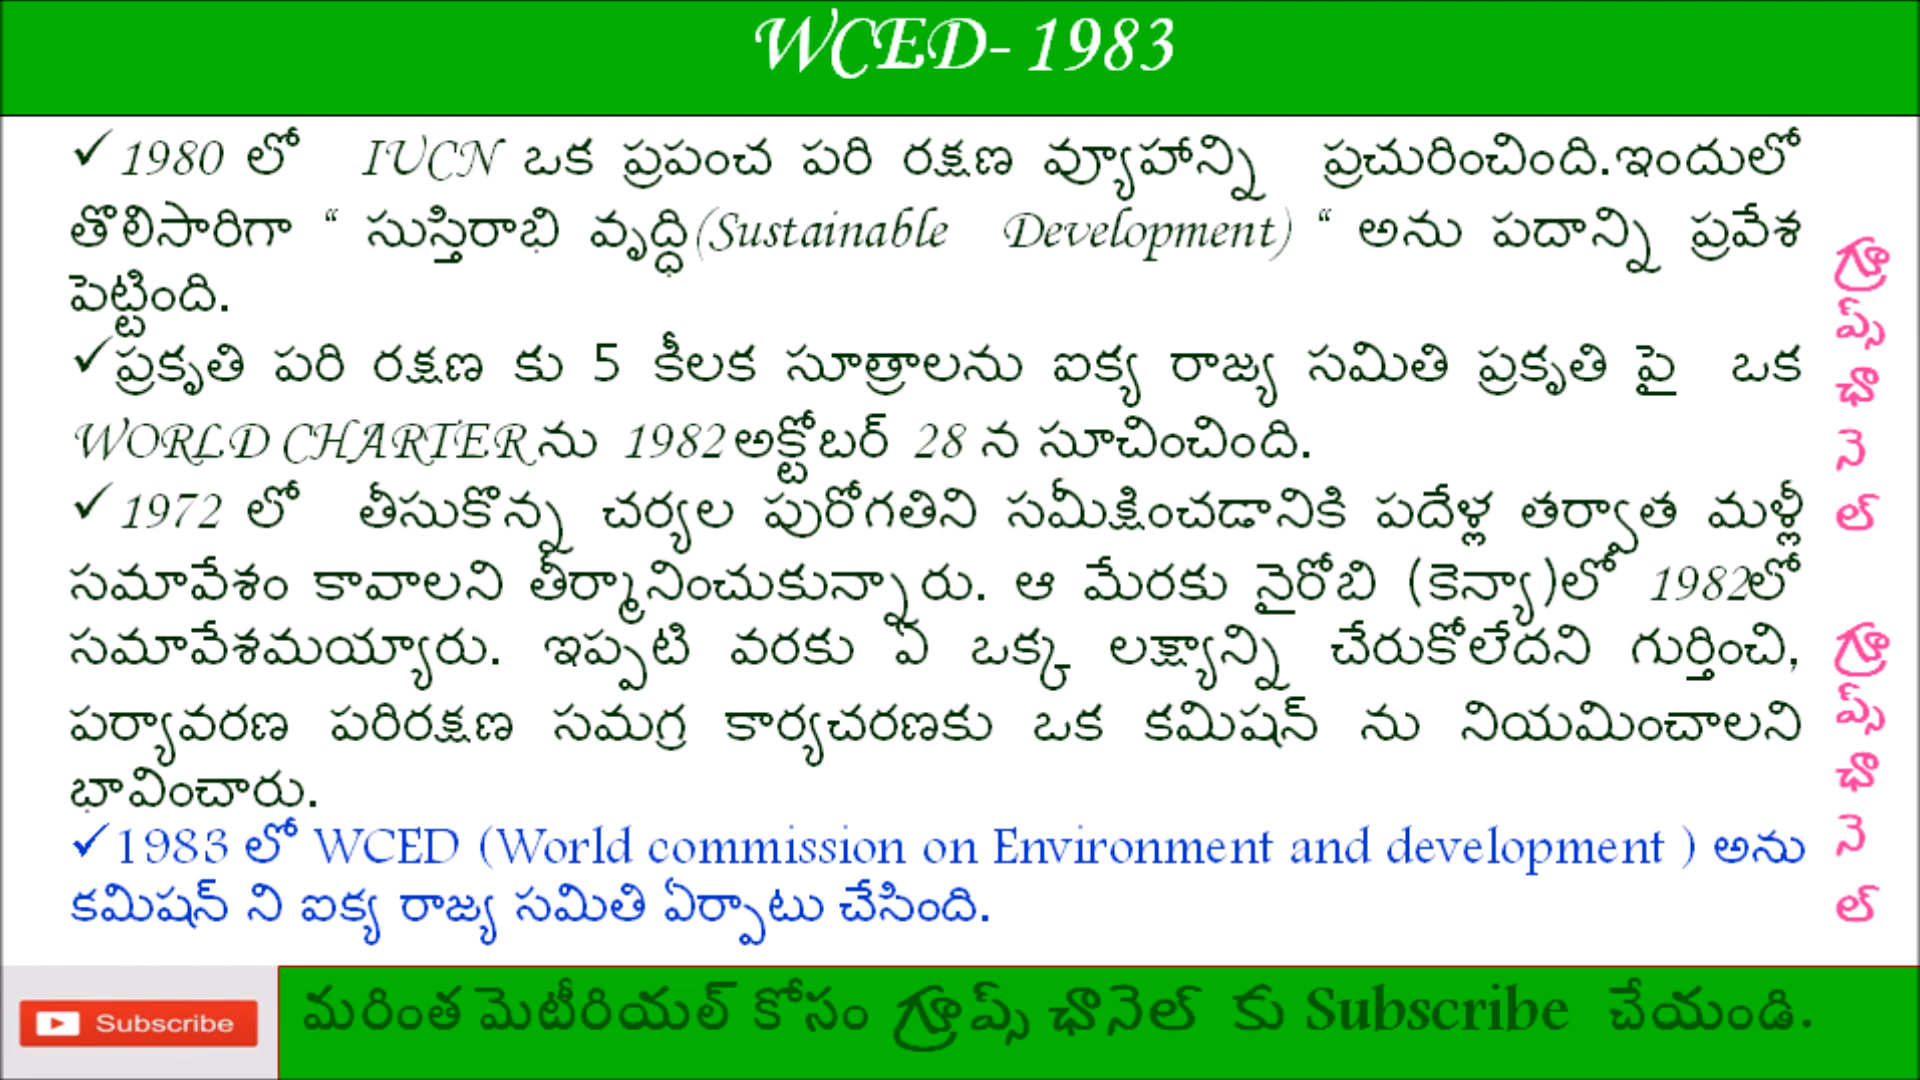 WCED- 1983
✓1980 లో IUCN ఒక ప్రపంచ పరి రక్షణ వ్యూహాన్ని ప్రచురించింది.ఇందులో
తొలిసారిగా “ సుస్తిరాభి వృద్ధి(Sustainable Development) “ అను పదాన్ని ప్రవేశ
పెట్టింది.
✓ప్రకృతి పరి రక్షణ కు 5 కీలక సూత్రాలను ఐక్య రాజ్య సమితి ప్రకృతి పై ఒక
WORLD CHARTERను 1982అక్టోబర్ 28 న సూచించింది.
✓1972 లో తీసుకొన్న చర్యల పురోగతిని సమీక్షించడానికి పదేళ్ల తర్వాత మళ్లీ
సమావేశం కావాలని తీర్మానించుకున్నారు. ఆ మేరకు నైరోబి (కెన్యా)లో 1982లో
సమావేశమయ్యారు. ఇప్పటి వరకు ఏ ఒక్క లక్ష్యాన్ని చేరుకోలేదని గుర్తించి,
పర్యావరణ పరిరక్షణ సమగ్ర కార్యచరణకు ఒక కమిషన్ ను నియమించాలని
భావించారు.
✓1983 లో WCED (World commission on Environment and development ) అను
కమిషన్ ని ఐక్య రాజ్య సమితి ఏర్పాటు చేసింది.
గ్రూప్స్ ఛానెల్
గ్రూప్స్ ఛానెల్
Subscribe
మరింత మెటీరియల్ కోసం గ్రూప్స్ ఛానెల్ కు Subscribe చేయండి.